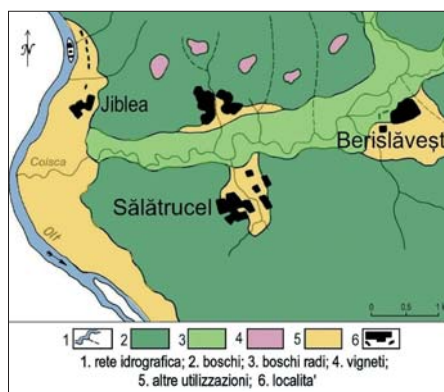 N
Jiblea
Berislăveșt
Coisca
Sălătrucel
Olt
0 0,5 1 k
1 2 3 4 5 6
1. rete idrografica; 2. boschi; 3. boschi radi; 4. vigneti;
5. altre utilizzazioni; 6. localita'